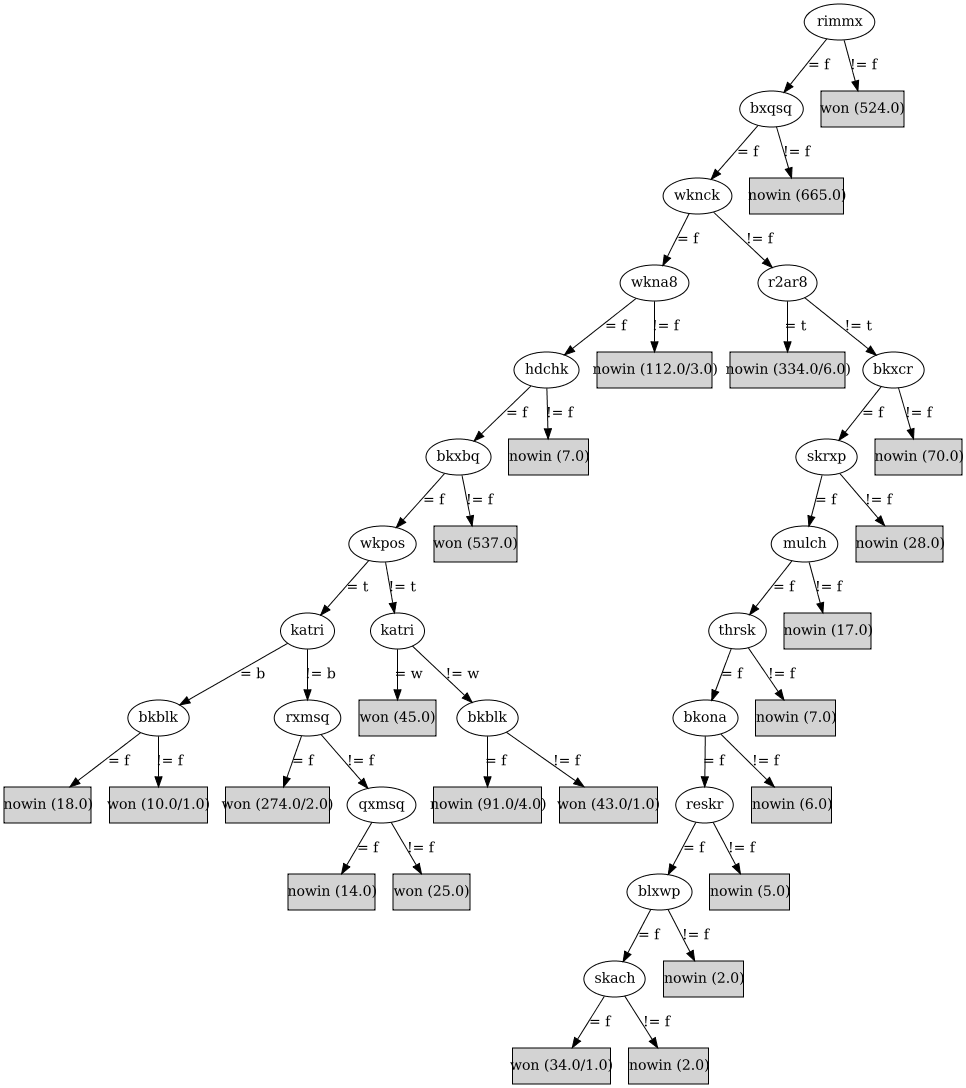 rimmx
= f != f
bxqsq won (524.0)
= f != f
wknck nowin (665.0)
= f != f
wkna8 r2ar8
= f != f = t != t
hdchk nowin (112.0/3.0) nowin (334.0/6.0) bkxcr
= f != f = f != f
bkxbq nowin (7.0) skrxp nowin (70.0)
= f != f = f != f
wkpos won (537.0) mulch nowin (28.0)
= t != t = f != f
katri katri thrsk nowin (17.0)
= b != b = w != w = f != f
bkblk rxmsq won (45.0) bkblk bkona nowin (7.0)
= f != f = f != f = f != f = f != f
nowin (18.0) won (10.0/1.0) won (274.0/2.0) qxmsq nowin (91.0/4.0) won (43.0/1.0) reskr nowin (6.0)
= f != f = f != f
nowin (14.0) won (25.0) blxwp nowin (5.0)
= f != f
skach nowin (2.0)
= f != f
won (34.0/1.0) nowin (2.0)